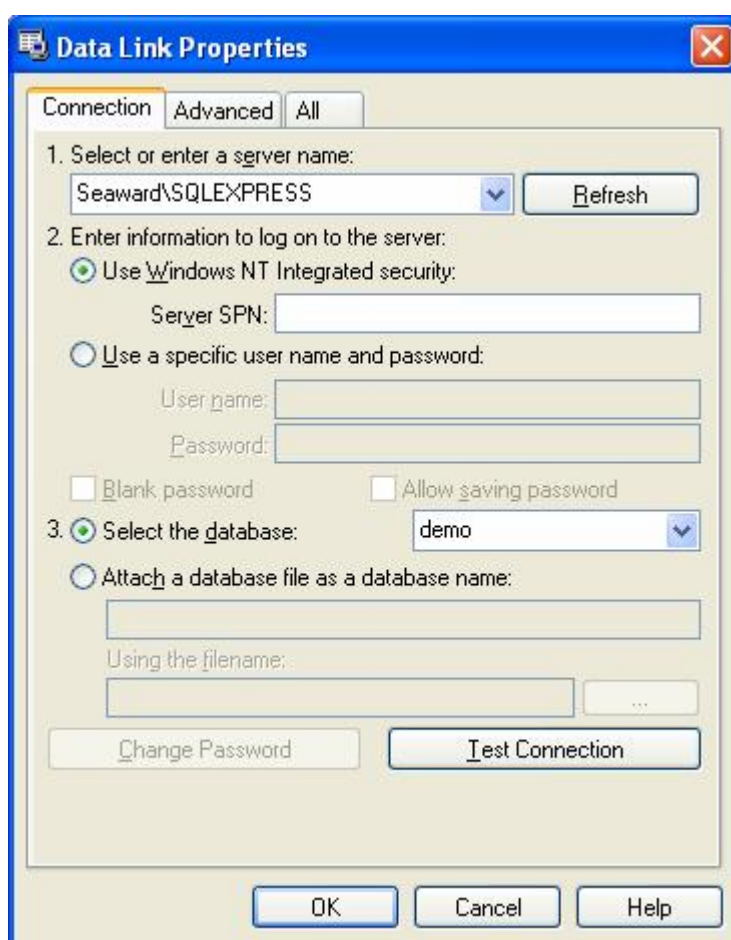 Data Link Properties
Connection Advanced All
1. Select or enter a server name:
Seaward\SQLEXPRESS Refresh
2. Enter information to log on to the server:
Use Windows NT Integrated security:
Server SPN:
Use a specific user name and password:
User name:
Password:
Blank password Allow saving password
3. Select the database: demo
Attach a database file as a database name:
Using the filename:
...
Change Password Test Connection
OK Cancel Help